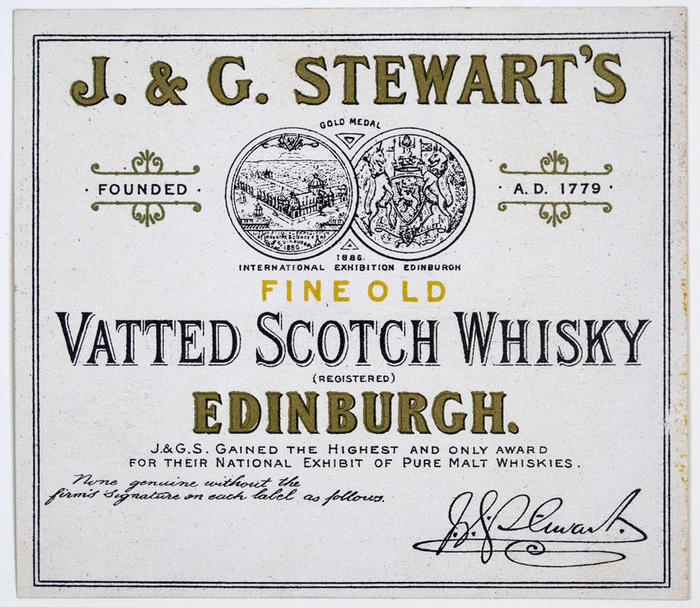 J. & G. STEWART'S
GOLD MEDAL
· FOUNDED ·
· A.D. 1779 ·
1886.
1886.
INTERNATIONAL EXHIBITION EDINBURGH
FINE OLD
VATTED SCOTCH WHISKY
(REGISTERED)
EDINBURGH.
J.&G.S. GAINED THE HIGHEST AND ONLY AWARD
FOR THEIR NATIONAL EXHIBIT OF PURE MALT WHISKIES.
None genuine without the
firm's signature on each label as follows.
J.&G. Stewart.